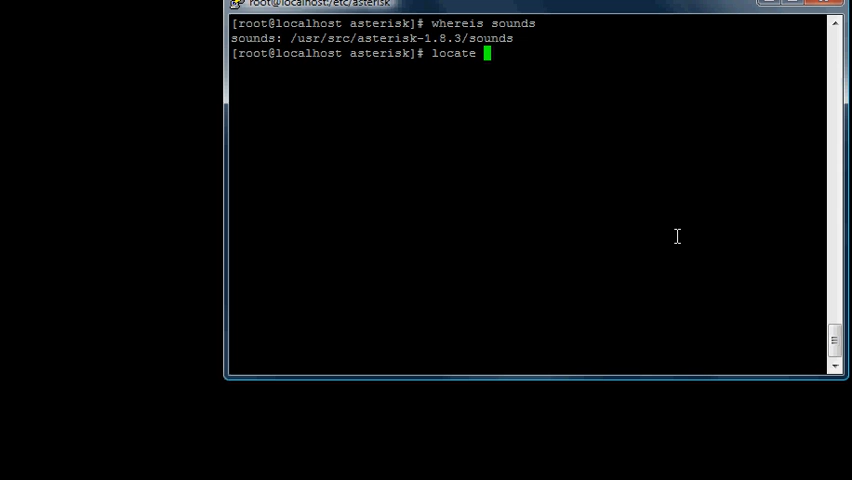 root@localhost:/etc/asterisk
[root@localhost asterisk]# whereis sounds
sounds: /usr/src/asterisk-1.8.3/sounds
[root@localhost asterisk]# locate